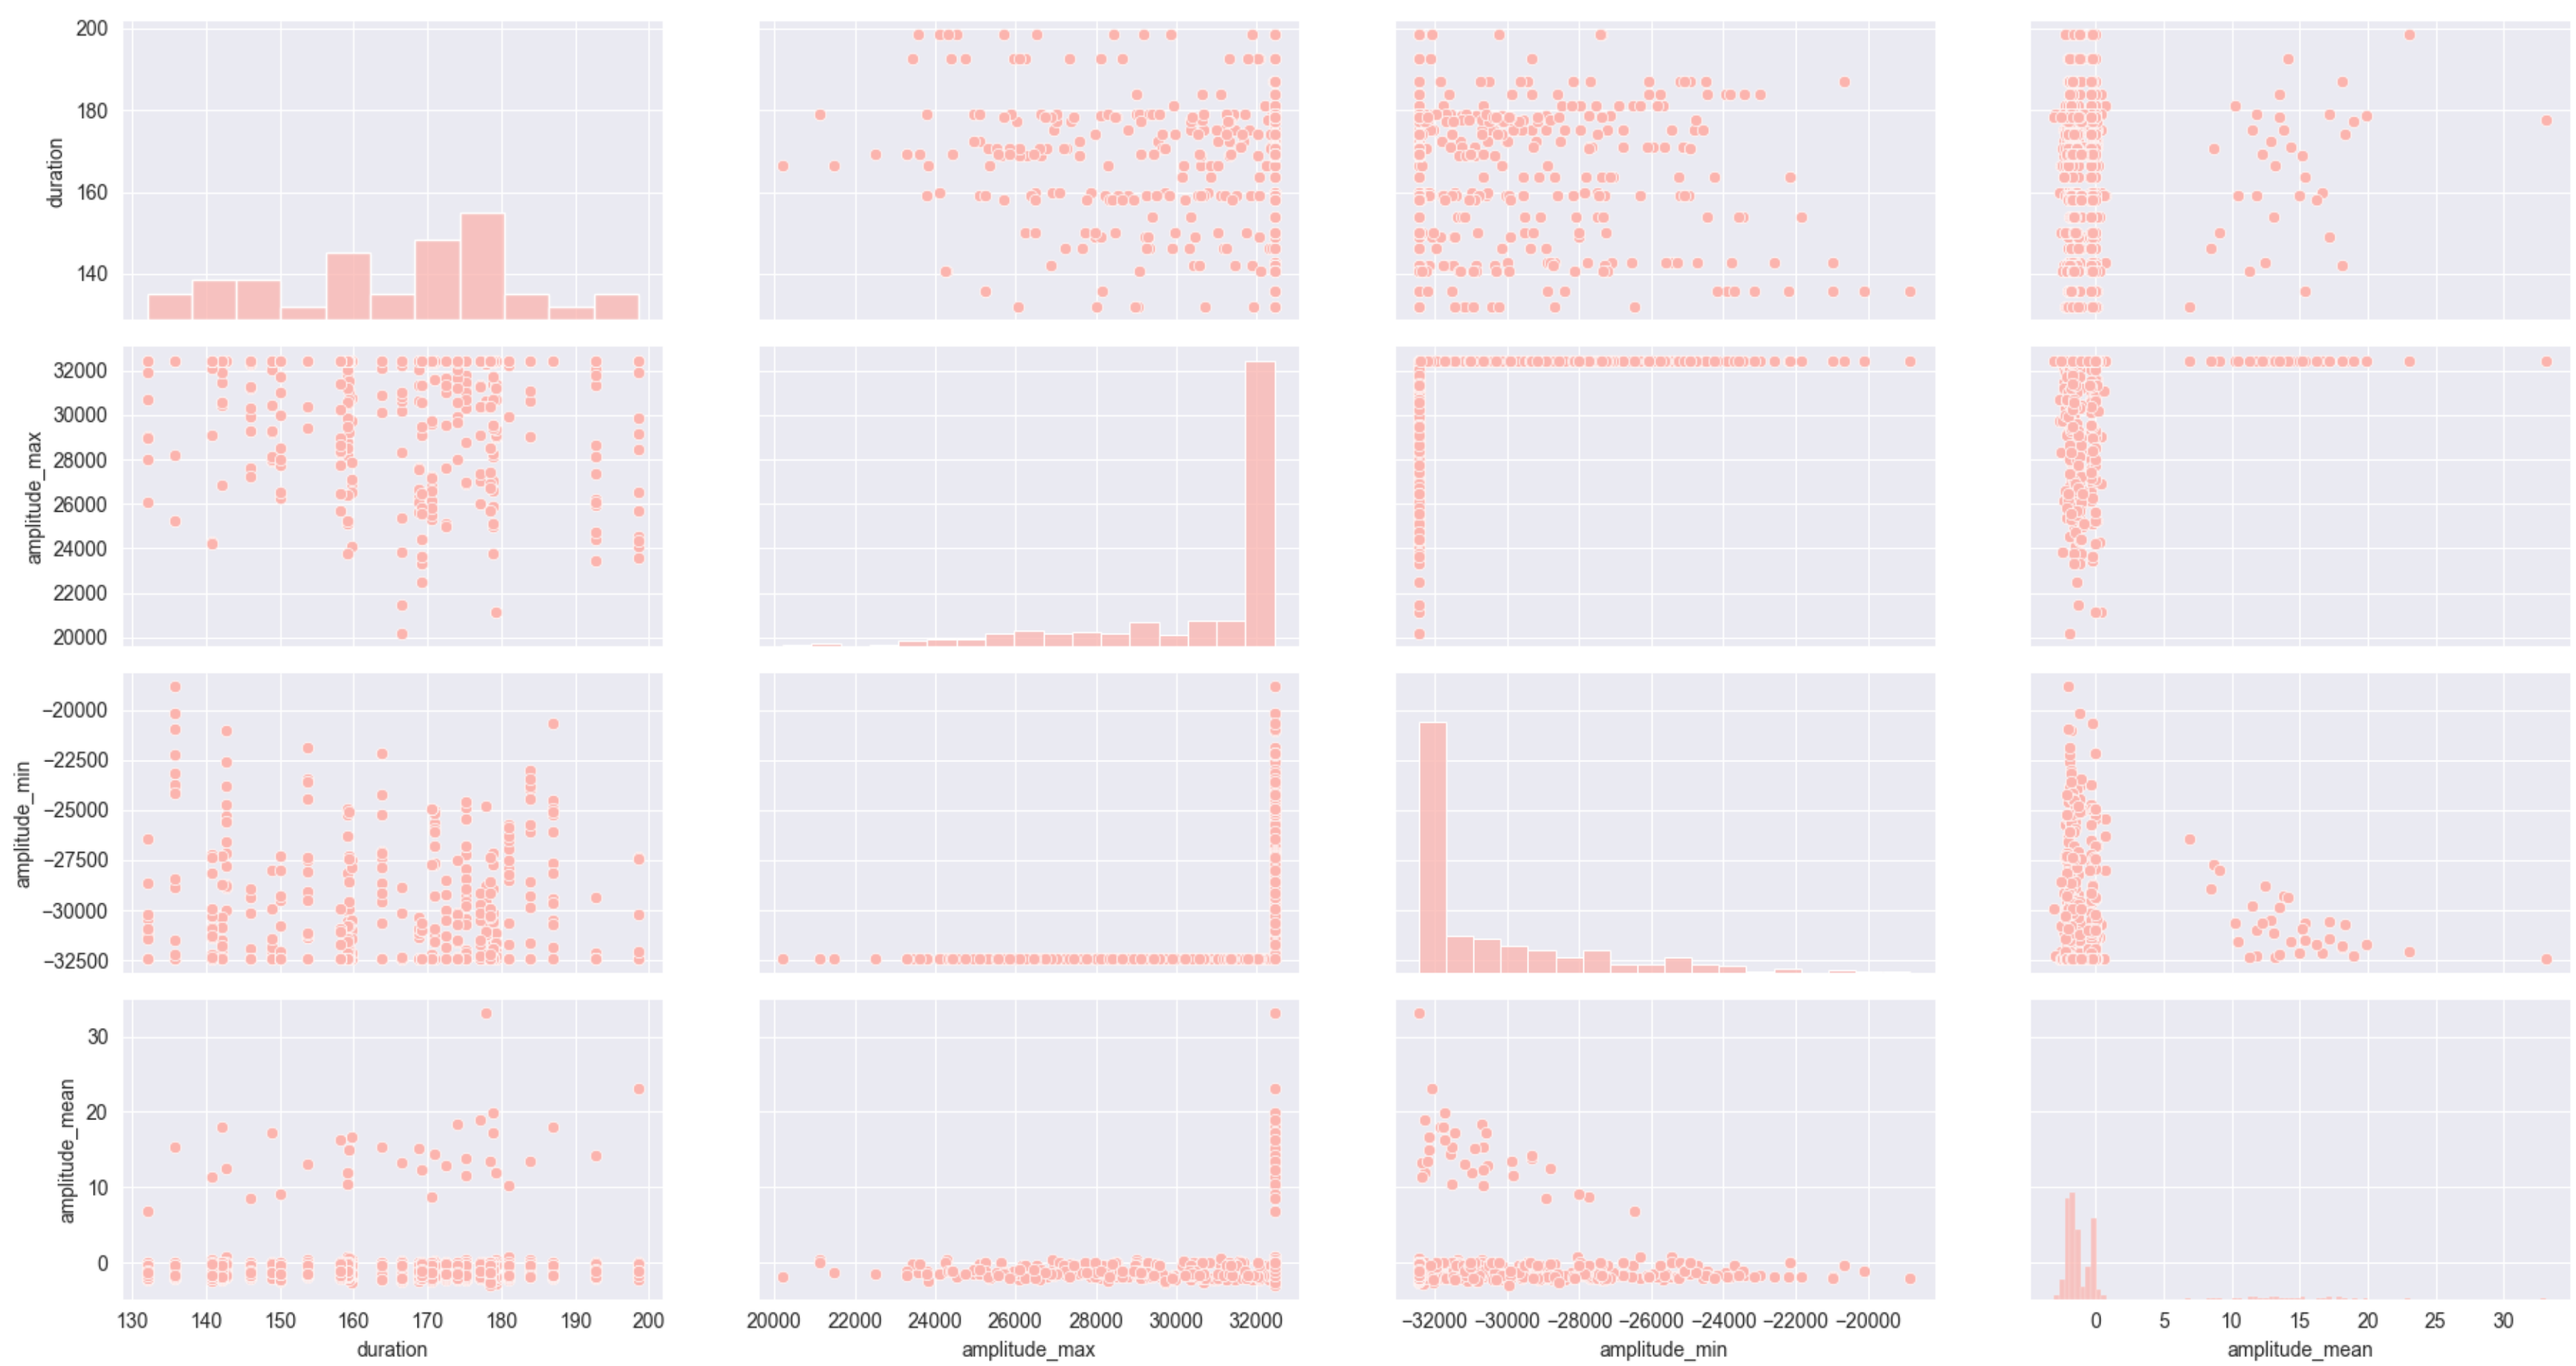 200
180
160
140
duration
32000
30000
28000
26000
24000
22000
20000
amplitude_max
−20000
−22500
−25000
−27500
−30000
−32500
amplitude_min
30
20
10
0
amplitude_mean
130 140 150 160 170 180 190 200
duration
20000 22000 24000 26000 28000 30000 32000
amplitude_max
−32000 −30000 −28000 −26000 −24000 −22000 −20000
amplitude_min
0 5 10 15 20 25 30
amplitude_mean